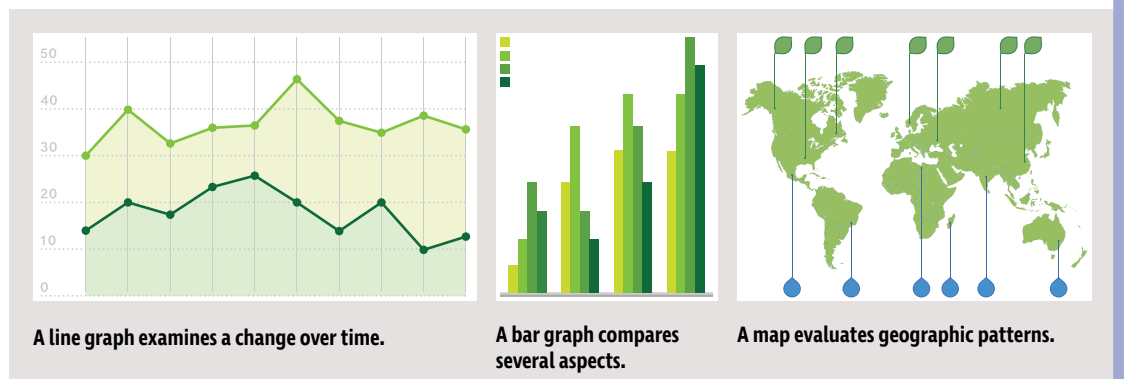 50
40
30
20
10
0
A line graph examines a change over time.
A bar graph compares
several aspects.
A map evaluates geographic patterns.